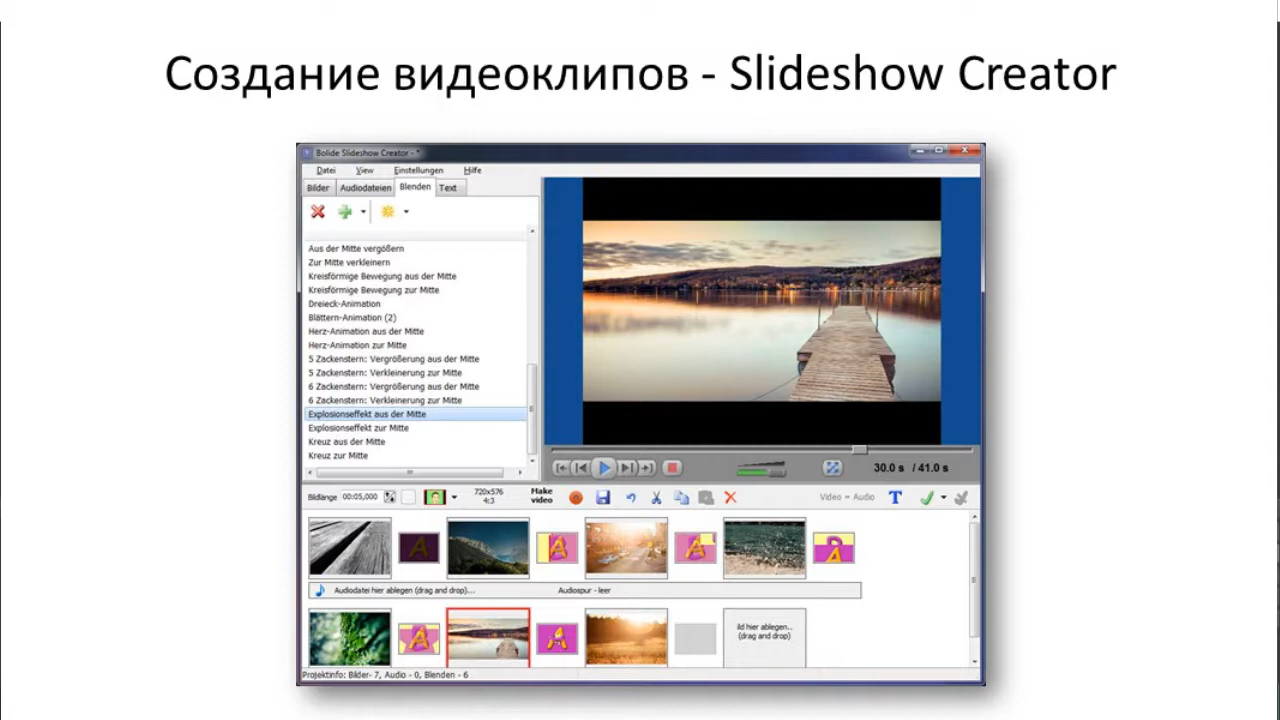 Создание видеоклипов - Slideshow Creator
Bolide Slideshow Creator - *
Datei View Einstellungen Hilfe
Bilder Audiodateien Blenden Text
Aus der Mitte vergößern
Zur Mitte verkleinern
Kreisförmige Bewegung aus der Mitte
Kreisförmige Bewegung zur Mitte
Dreieck-Animation
Blättern-Animation (2)
Herz-Animation aus der Mitte
Herz-Animation zur Mitte
5 Zackenstern: Vergrößerung aus der Mitte
5 Zackenstern: Verkleinerung zur Mitte
6 Zackenstern: Vergrößerung aus der Mitte
6 Zackenstern: Verkleinerung zur Mitte
Explosionseffekt aus der Mitte
Explosionseffekt zur Mitte
Kreuz aus der Mitte
Kreuz zur Mitte
30.0 s / 41.0 s
Bildlänge 00:05,000
720x576
4:3
Make
video
Video = Audio T
Audiodatei hier ablegen (drag and drop)... Audiospur - leer
ild hier ablegen..
(drag and drop)
Projektinfo: Bilder- 7, Audio - 0, Blenden - 6